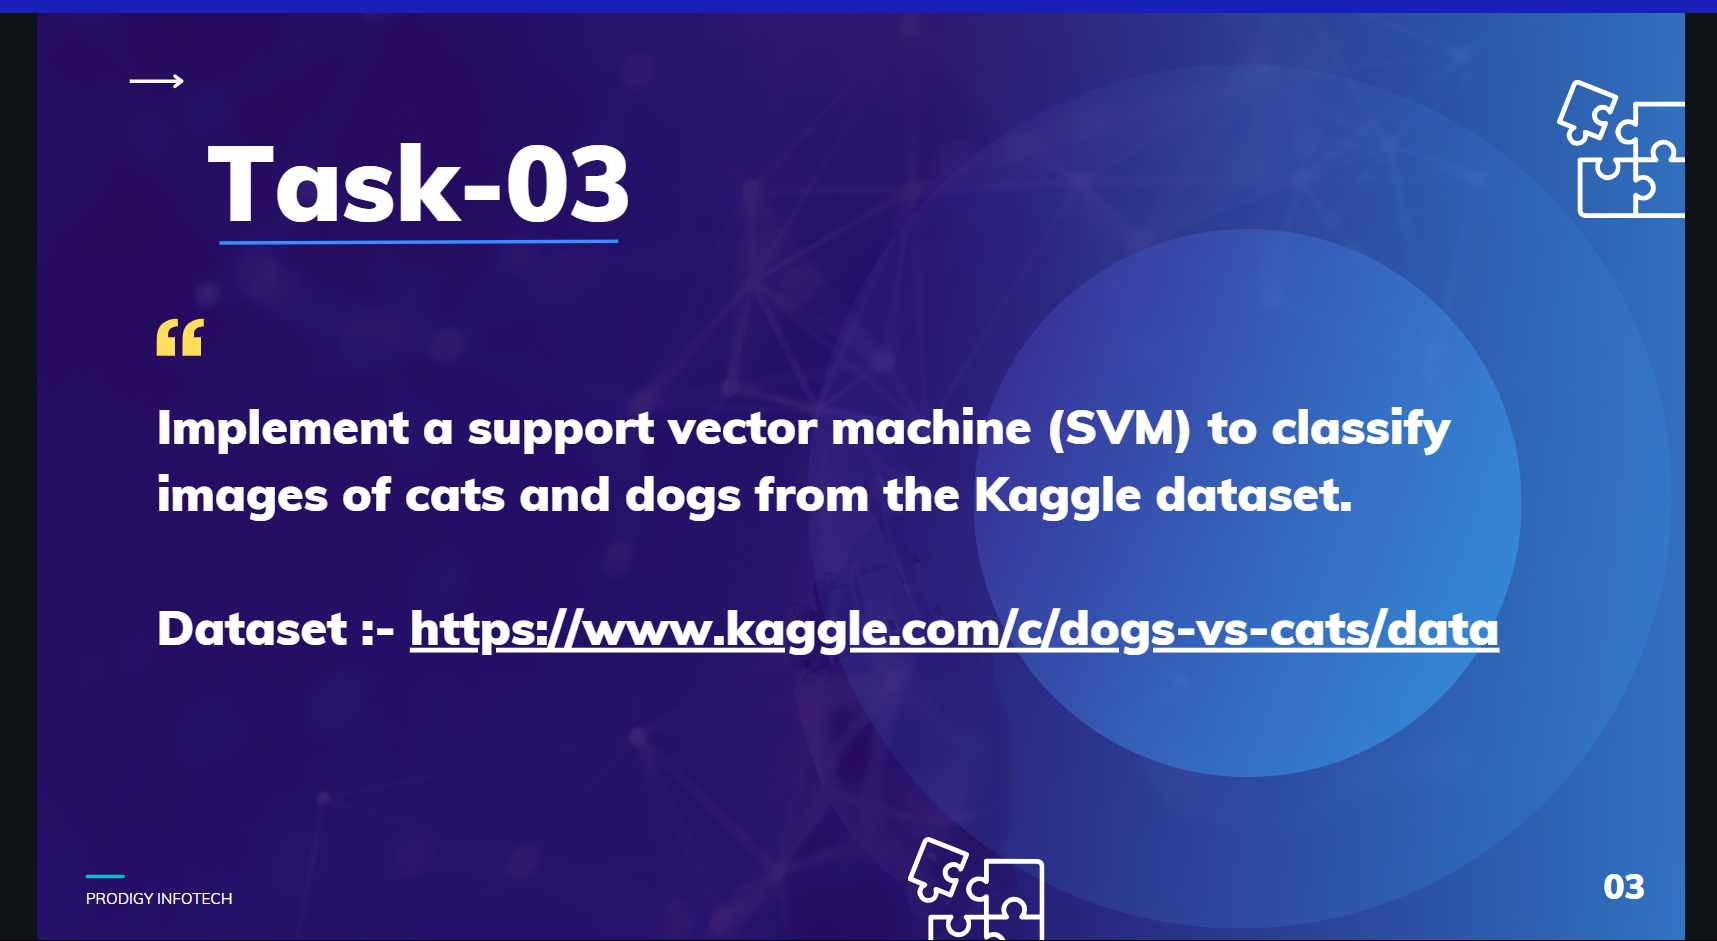 Task-03
“
Implement a support vector machine (SVM) to classify
images of cats and dogs from the Kaggle dataset.
Dataset :- https://www.kaggle.com/c/dogs-vs-cats/data
PRODIGY INFOTECH
03